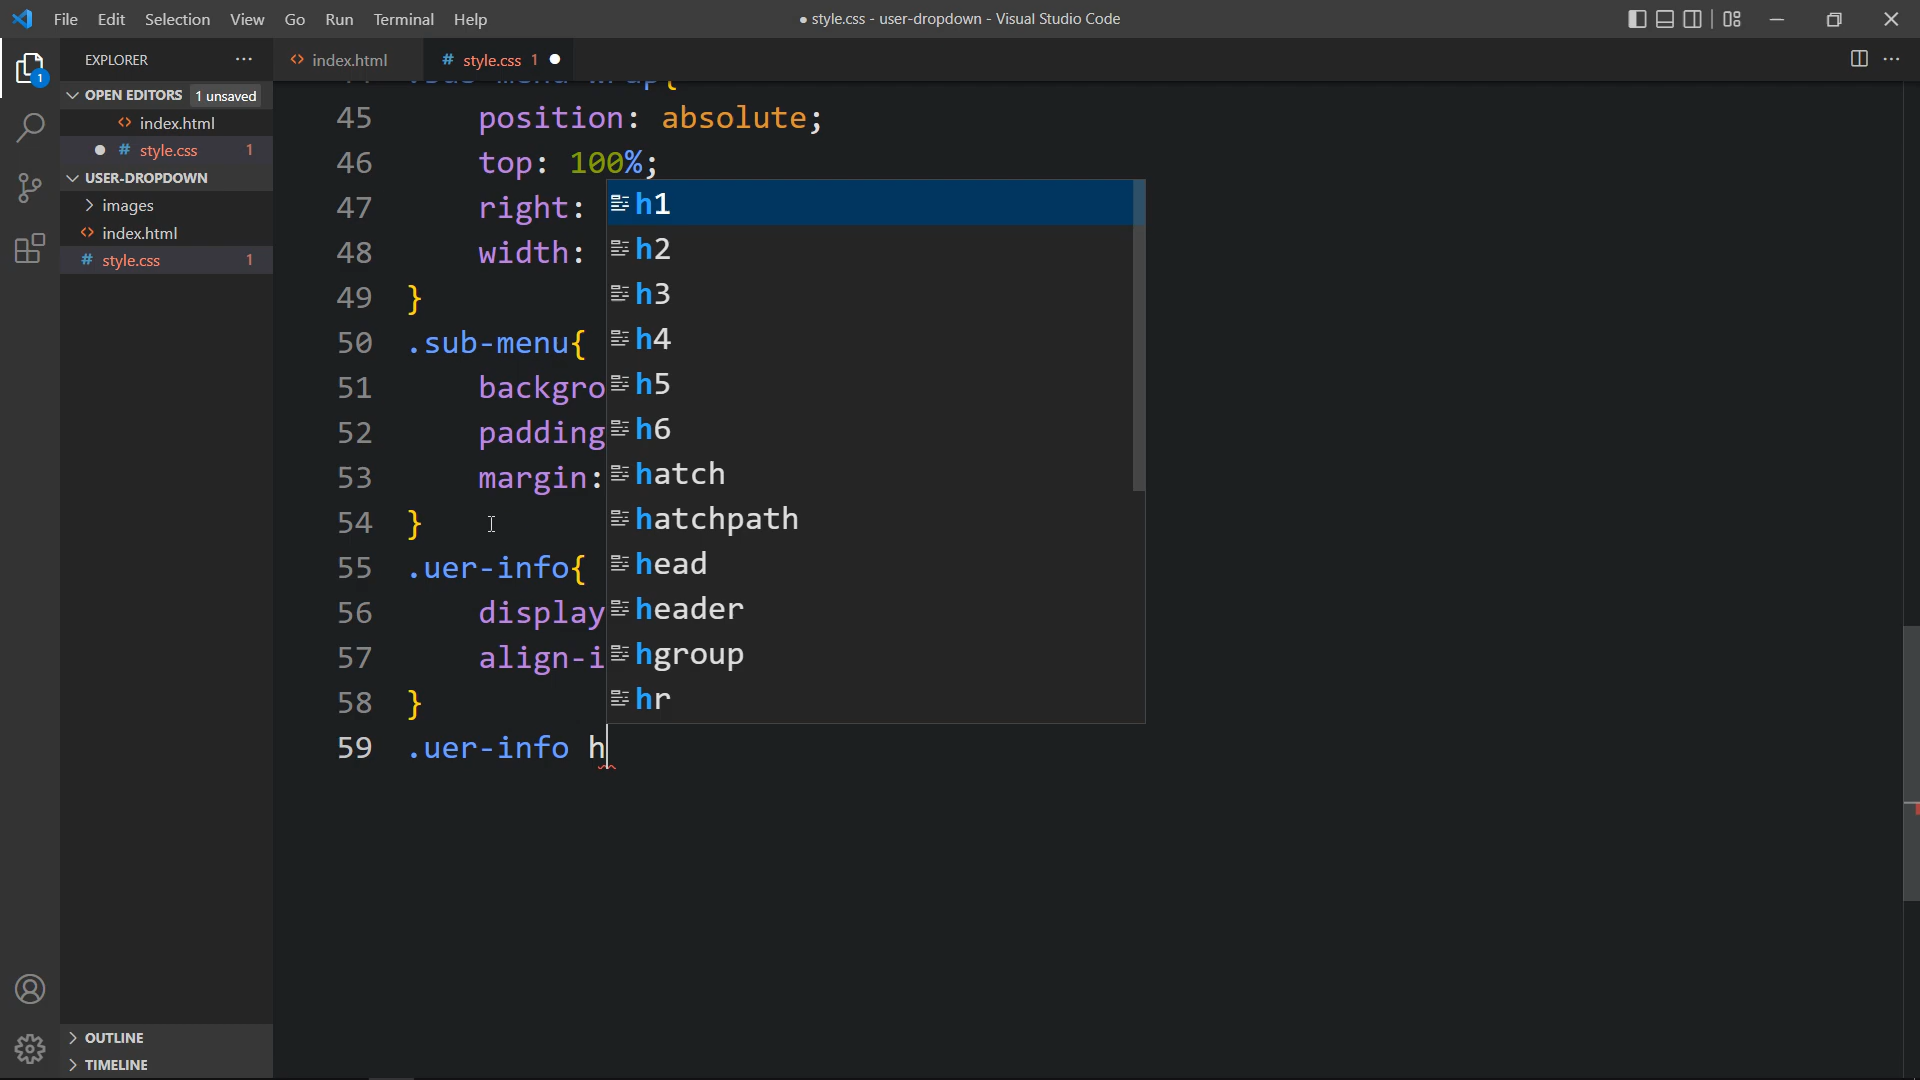 File Edit Selection View Go Run Terminal Help
● style.css - user-dropdown - Visual Studio Code
EXPLORER
index.html
# style.css 1
OPEN EDITORS 1 unsaved
index.html
# style.css 1
USER-DROPDOWN
images
index.html
# style.css 1
OUTLINE
TIMELINE
1
45 position: absolute;
46 top: 100%;
47 right:
48 width:
49 }
50 .sub-menu{
51 backgro
52 padding
53 margin:
54 }
55 .uer-info{
56 display
57 align-i
58 }
59 .uer-info h
h1
h2
h3
h4
h5
h6
hatch
hatchpath
head
header
hgroup
hr